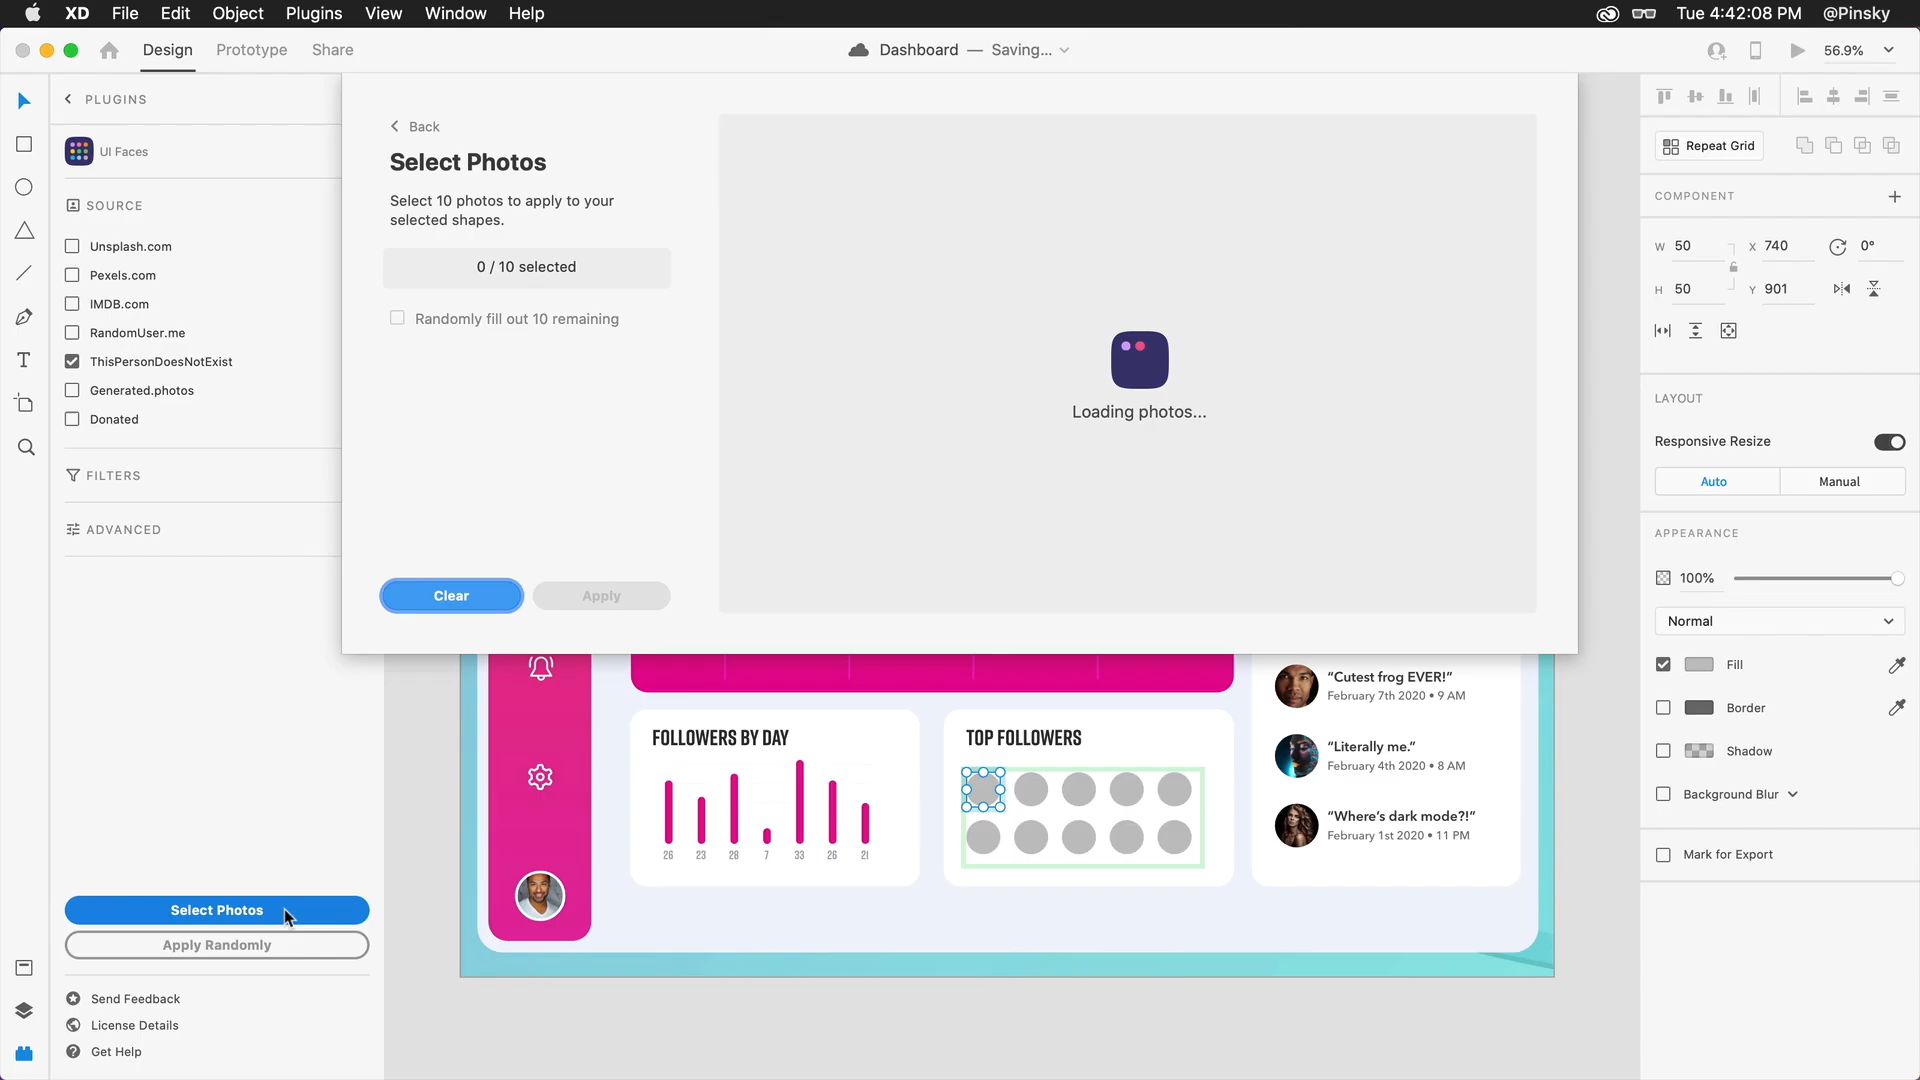 XD File Edit Object Plugins View Window Help
Tue 4:42:08 PM @Pinsky
Design Prototype Share
Dashboard — Saving...
56.9%
PLUGINS
UI Faces
SOURCE
Unsplash.com
Pexels.com
IMDB.com
RandomUser.me
ThisPersonDoesNotExist
Generated.photos
Donated
FILTERS
ADVANCED
Select Photos
Apply Randomly
Send Feedback
License Details
Get Help
Back
Select Photos
Select 10 photos to apply to your
selected shapes.
0 / 10 selected
Randomly fill out 10 remaining
Clear
Apply
Loading photos...
FOLLOWERS BY DAY
26 23 28 7 33 26 21
TOP FOLLOWERS
“Cutest frog EVER!”
February 7th 2020 • 9 AM
“Literally me.”
February 4th 2020 • 8 AM
“Where’s dark mode?!”
February 1st 2020 • 11 PM
Repeat Grid
COMPONENT
W 50 X 740 0°
H 50 Y 901
LAYOUT
Responsive Resize
Auto Manual
APPEARANCE
100%
Normal
Fill
Border
Shadow
Background Blur
Mark for Export